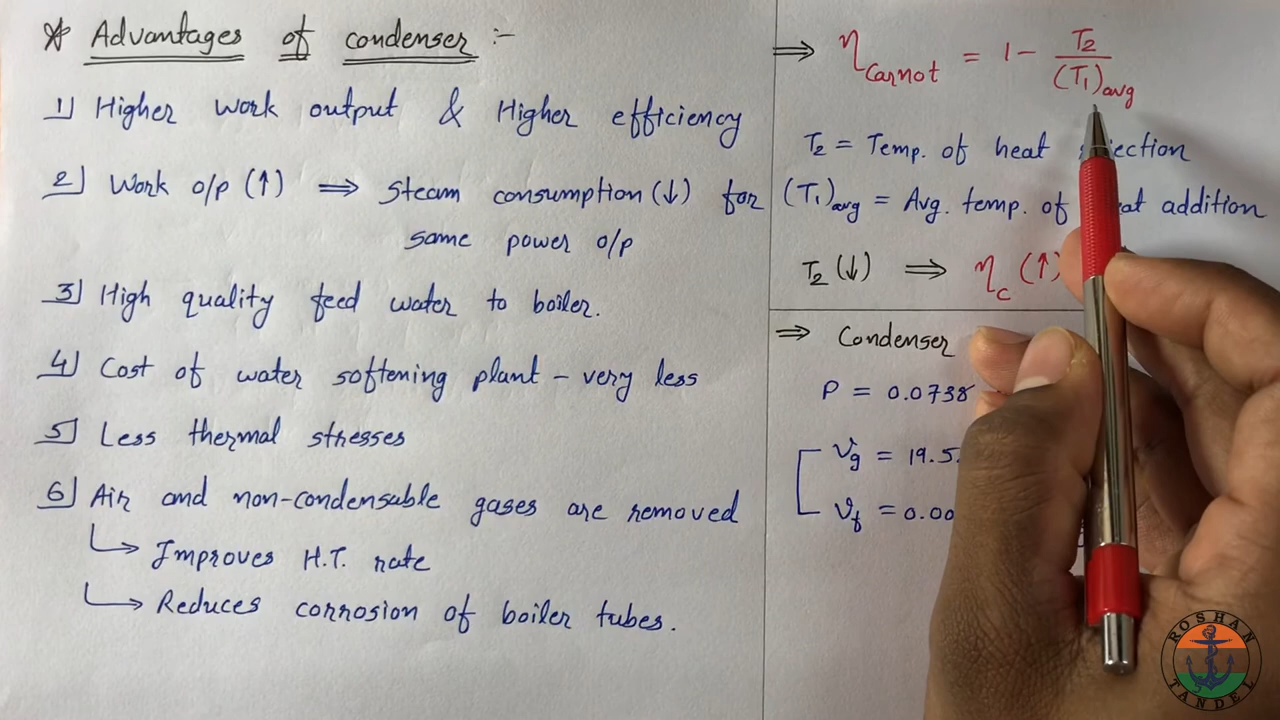 * Advantages of condenser :-
1) Higher work output & Higher efficiency
2) Work o/p (↑) ⇒ Steam consumption (↓) for
same power o/p
3) High quality feed water to boiler.
4) Cost of water softening plant - very less
5) Less thermal stresses
6) Air and non-condensable gases are removed
↳ Improves H.T. rate
↳ Reduces corrosion of boiler tubes.
⇒ η Carnot = 1 - T2 / (T1)avg
T2 = Temp. of heat
(T1)avg = Avg. temp. of addition
T2 (↓) ⇒ ηc (↑)
⇒ Condenser
P = 0.0738
vg = 19.5
vf = 0.00
ROSHAN
TANDEL